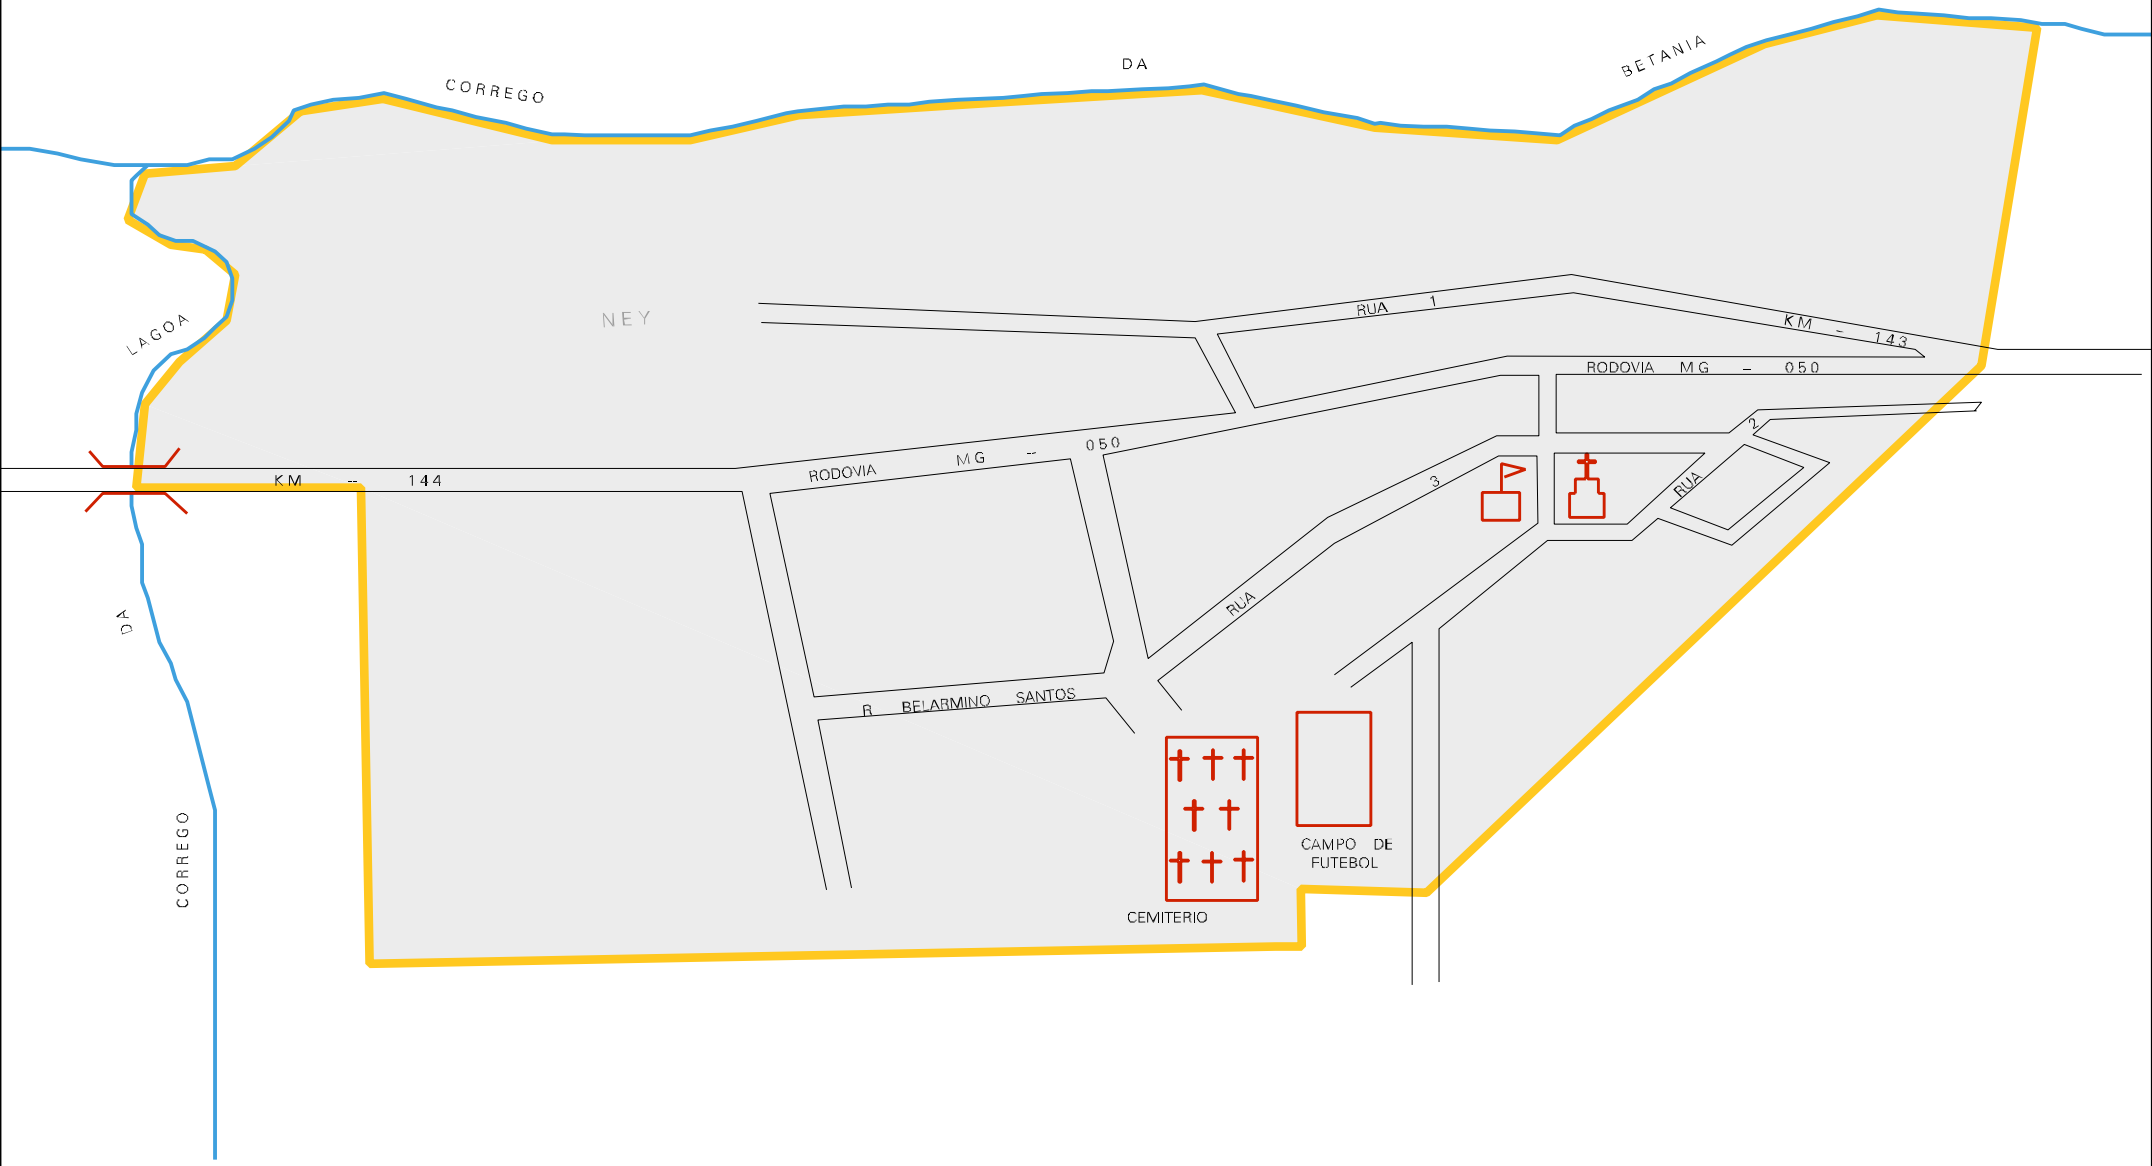 CORREGO DA BETANIA
LAGOA
NEY
RUA 1
KM - 143
RODOVIA MG - 050
RODOVIA MG -- 050
KM -- 144
2
RUA
3
RUA
DA
R BELARMINO SANTOS
CORREGO
CAMPO DE
FUTEBOL
CEMITERIO